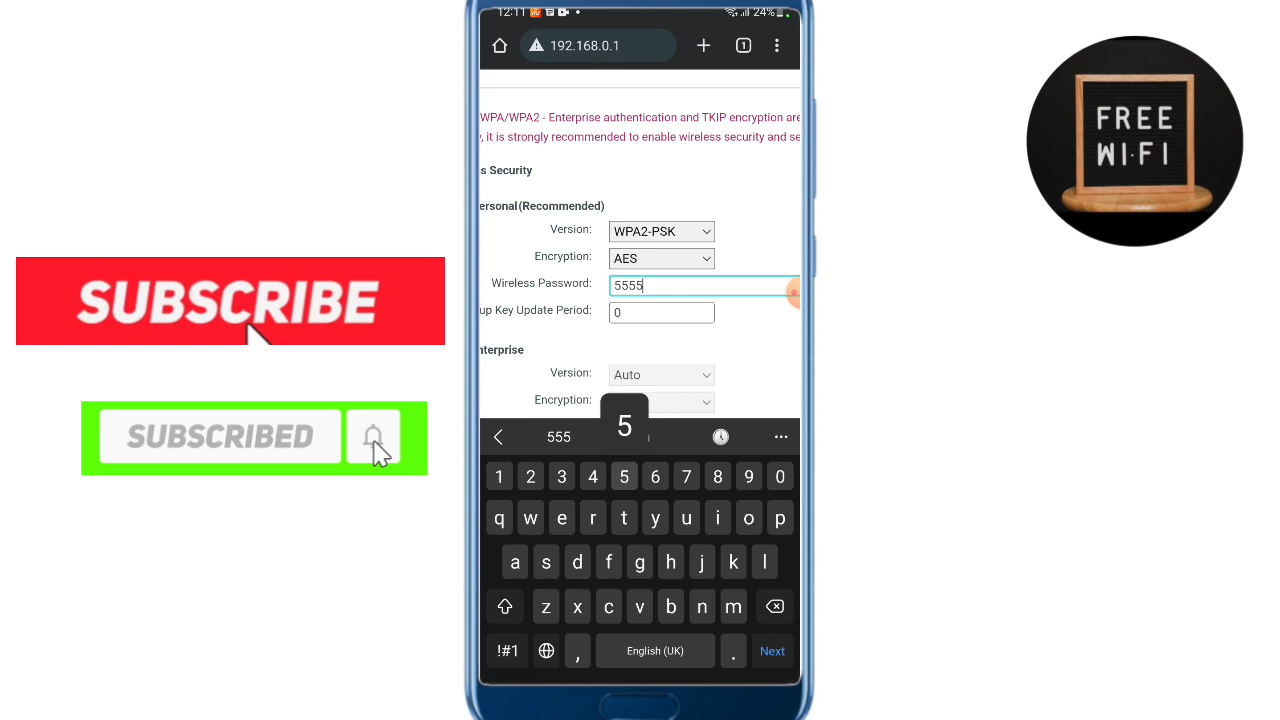 12:11
24%
192.168.0.1
WPA/WPA2 - Enterprise authentication and TKIP encryption are
, it is strongly recommended to enable wireless security and se
s Security
ersonal(Recommended)
Version: WPA2-PSK
Encryption: AES
Wireless Password: 5555
up Key Update Period: 0
nterprise
Version: Auto
Encryption:
555
5
1 2 3 4 5 6 7 8 9 0
q w e r t y u i o p
a s d f g h j k l
z x c v b n m
!#1 , English (UK) . Next
SUBSCRIBE
SUBSCRIBED
FREE
WI-FI